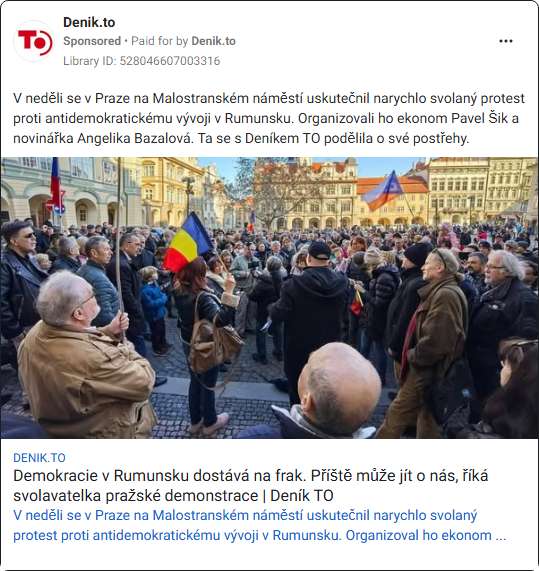 Denik.to
TO
Sponsored • Paid for by Denik.to
Library ID: 528046607003316
V neděli se v Praze na Malostranském náměstí uskutečnil narychlo svolaný protest
proti antidemokratickému vývoji v Rumunsku. Organizovali ho ekonom Pavel Šik a
novinářka Angelika Bazalová. Ta se s Deníkem TO podělila o své postřehy.
DENIK.TO
Demokracie v Rumunsku dostává na frak. Příště může jít o nás, říká
svolavatelka pražské demonstrace | Deník TO
V neděli se v Praze na Malostranském náměstí uskutečnil narychlo svolaný
protest proti antidemokratickému vývoji v Rumunsku. Organizoval ho ekonom ...